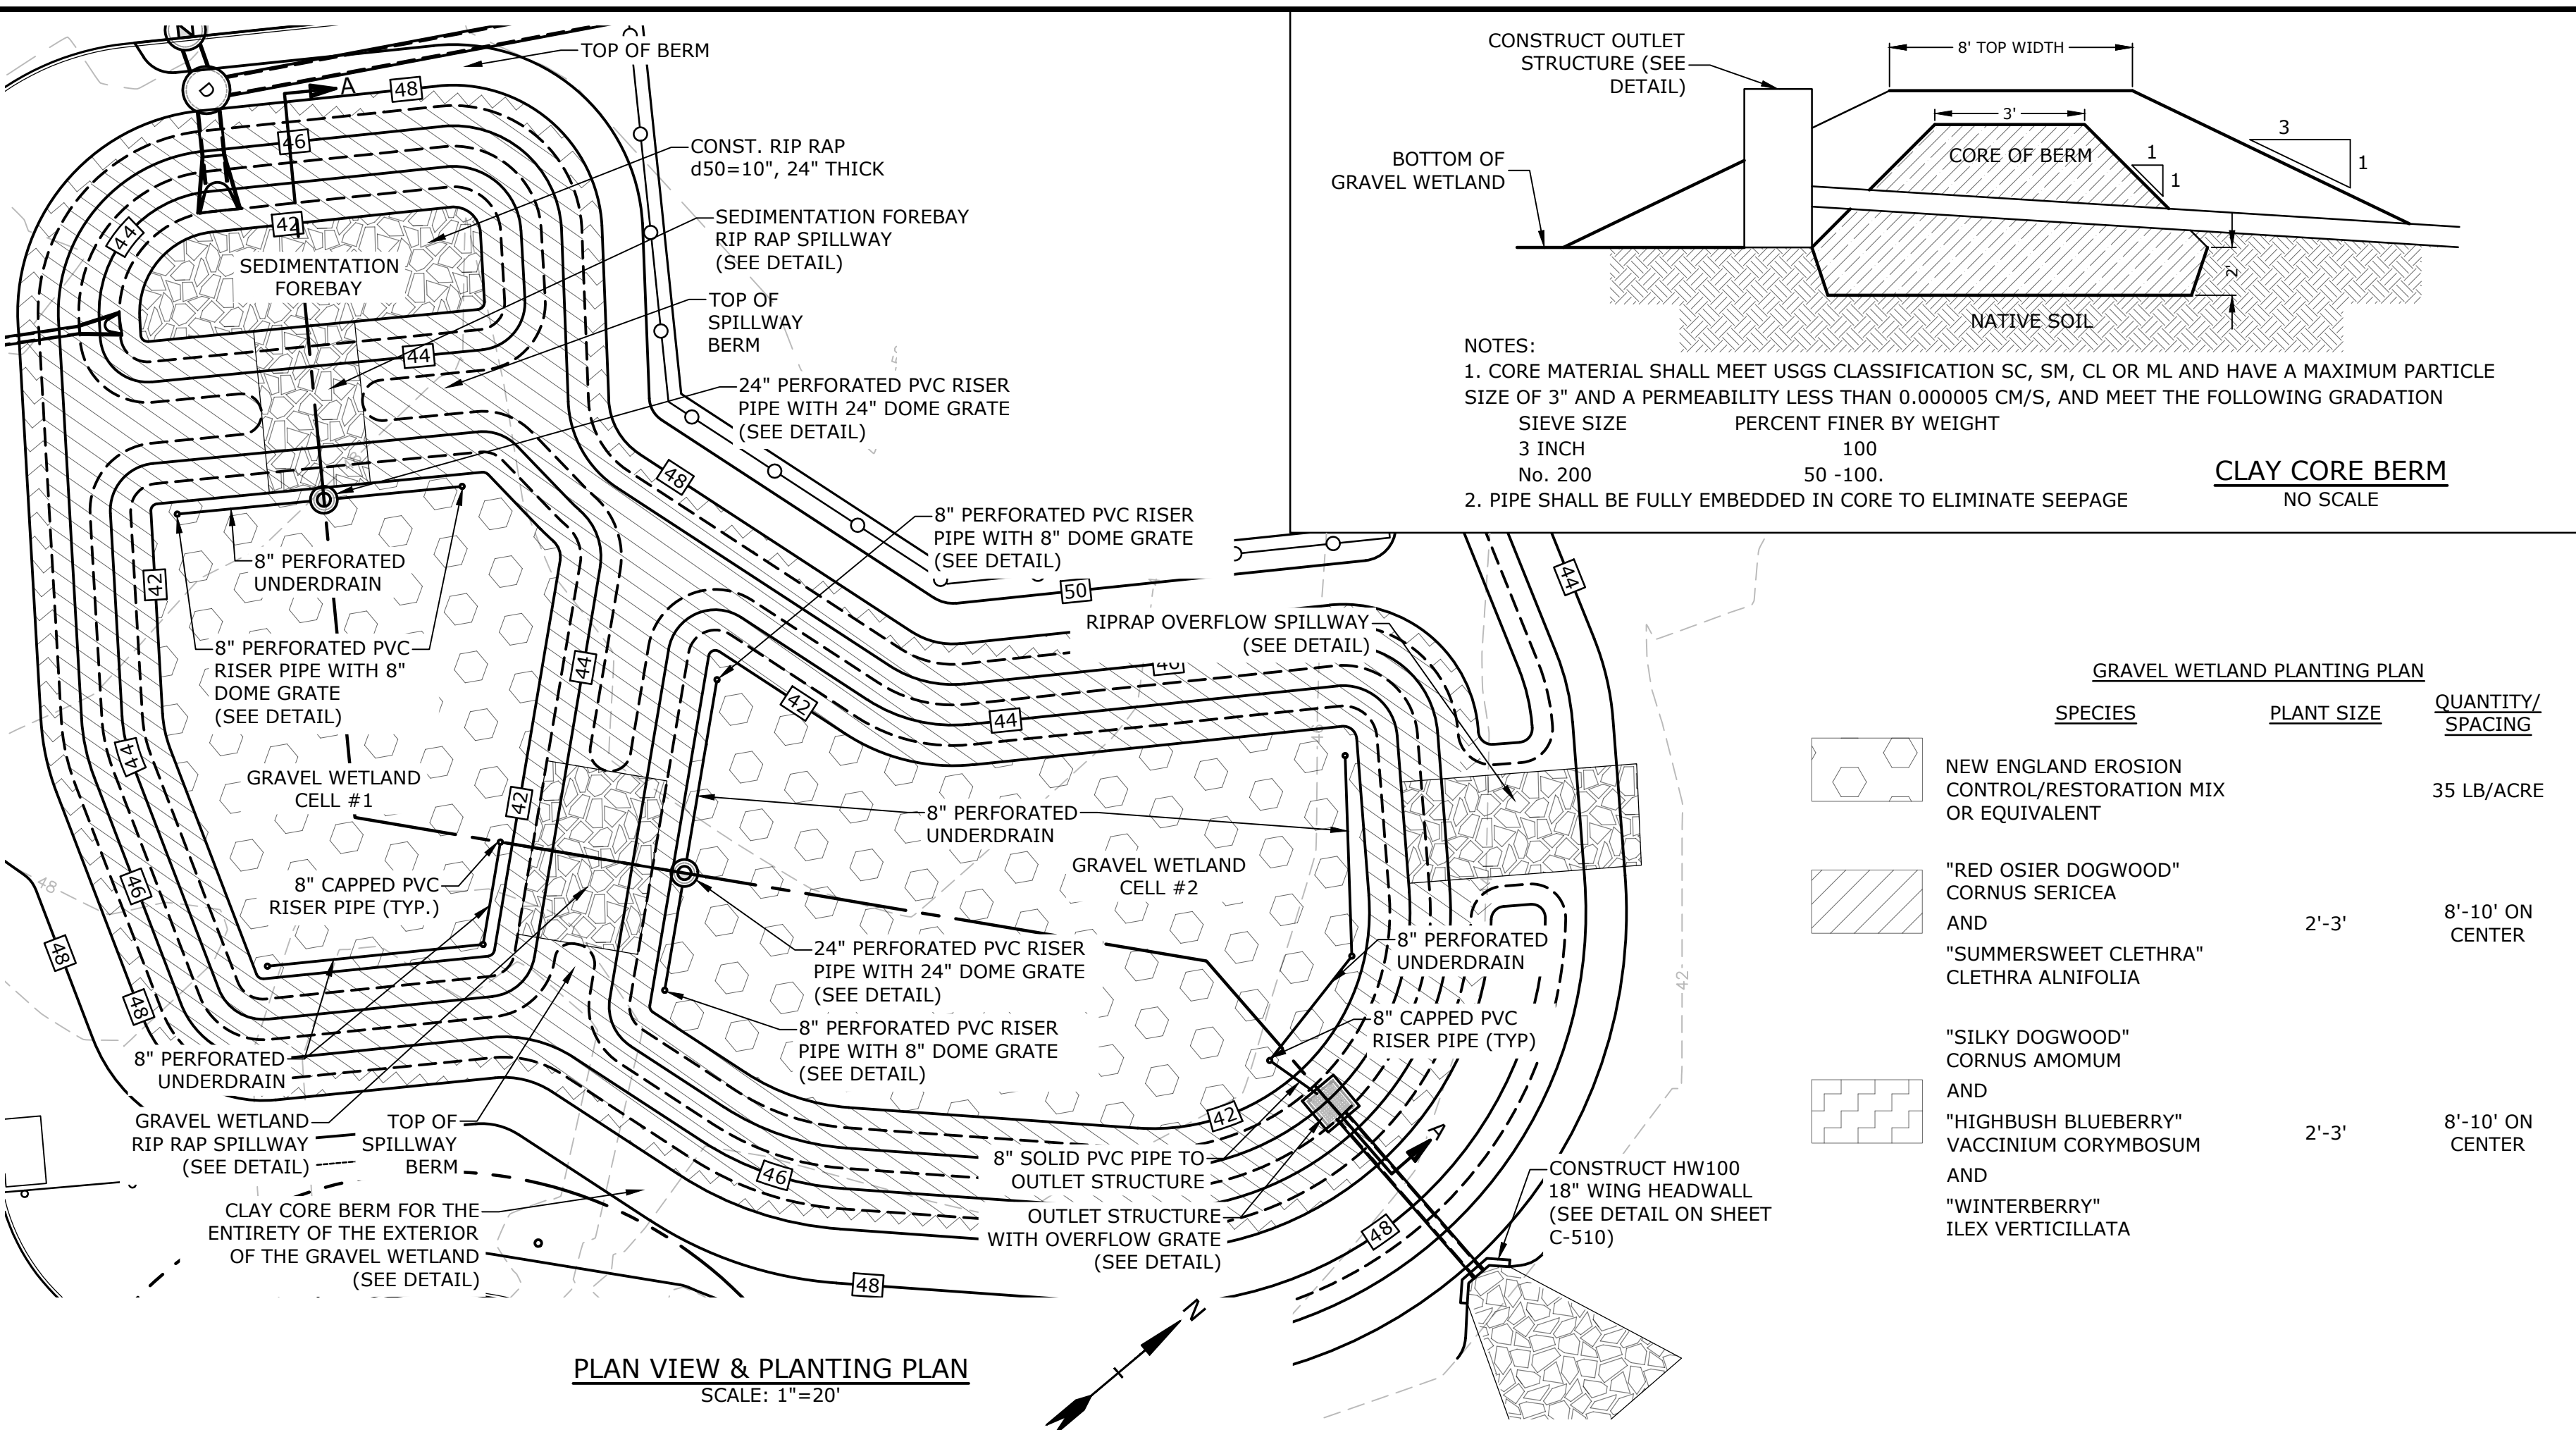 TOP OF BERM
A
48
46
CONST. RIP RAP
d50=10", 24" THICK
SEDIMENTATION FOREBAY
RIP RAP SPILLWAY
(SEE DETAIL)
44
42
SEDIMENTATION
FOREBAY
TOP OF
SPILLWAY
BERM
44
24" PERFORATED PVC RISER
PIPE WITH 24" DOME GRATE
(SEE DETAIL)
48
8" PERFORATED PVC RISER
PIPE WITH 8" DOME GRATE
(SEE DETAIL)
8" PERFORATED
UNDERDRAIN
42
50
RIPRAP OVERFLOW SPILLWAY
(SEE DETAIL)
44
8" PERFORATED PVC
RISER PIPE WITH 8"
DOME GRATE
(SEE DETAIL)
44
46
42
44
44
GRAVEL WETLAND
CELL #1
42
8" PERFORATED
UNDERDRAIN
GRAVEL WETLAND
CELL #2
46
48
8" CAPPED PVC
RISER PIPE (TYP.)
48
24" PERFORATED PVC RISER
PIPE WITH 24" DOME GRATE
(SEE DETAIL)
8" PERFORATED
UNDERDRAIN
42
48
8" PERFORATED PVC RISER
PIPE WITH 8" DOME GRATE
(SEE DETAIL)
8" CAPPED PVC
RISER PIPE (TYP)
8" PERFORATED
UNDERDRAIN
GRAVEL WETLAND
RIP RAP SPILLWAY
(SEE DETAIL)
TOP OF
SPILLWAY
BERM
42
A
8" SOLID PVC PIPE TO
OUTLET STRUCTURE
46
CONSTRUCT HW100
18" WING HEADWALL
(SEE DETAIL ON SHEET
C-510)
CLAY CORE BERM FOR THE
ENTIRETY OF THE EXTERIOR
OF THE GRAVEL WETLAND
(SEE DETAIL)
OUTLET STRUCTURE
WITH OVERFLOW GRATE
(SEE DETAIL)
48
48
N
PLAN VIEW & PLANTING PLAN
SCALE: 1"=20'
CONSTRUCT OUTLET
STRUCTURE (SEE
DETAIL)
8' TOP WIDTH
3'
3
1
BOTTOM OF
GRAVEL WETLAND
CORE OF BERM
1
1
2'
NATIVE SOIL
NOTES:
1. CORE MATERIAL SHALL MEET USGS CLASSIFICATION SC, SM, CL OR ML AND HAVE A MAXIMUM PARTICLE
SIZE OF 3" AND A PERMEABILITY LESS THAN 0.000005 CM/S, AND MEET THE FOLLOWING GRADATION
SIEVE SIZE PERCENT FINER BY WEIGHT
3 INCH 100
No. 200 50 -100.
2. PIPE SHALL BE FULLY EMBEDDED IN CORE TO ELIMINATE SEEPAGE
CLAY CORE BERM
NO SCALE
GRAVEL WETLAND PLANTING PLAN
SPECIES PLANT SIZE QUANTITY/
SPACING
NEW ENGLAND EROSION
CONTROL/RESTORATION MIX 35 LB/ACRE
OR EQUIVALENT
"RED OSIER DOGWOOD"
CORNUS SERICEA
AND 2'-3' 8'-10' ON
CENTER
"SUMMERSWEET CLETHRA"
CLETHRA ALNIFOLIA
"SILKY DOGWOOD"
CORNUS AMOMUM
AND
"HIGHBUSH BLUEBERRY" 2'-3' 8'-10' ON
VACCINIUM CORYMBOSUM CENTER
AND
"WINTERBERRY"
ILEX VERTICILLATA